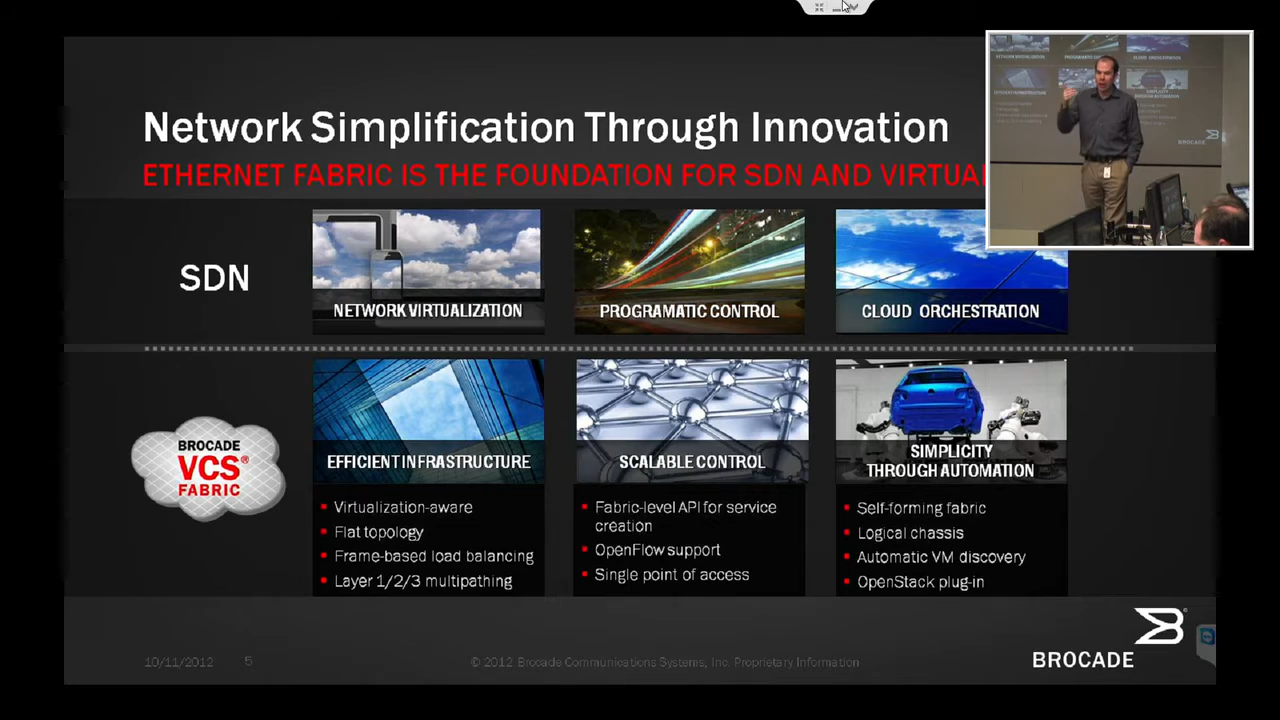 Network Simplification Through Innovation
ETHERNET FABRIC IS THE FOUNDATION FOR SDN AND
SDN
NETWORK VIRTUALIZATION
PROGRAMATIC CONTROL
CLOUD ORCHESTRATION
BROCADE
VCS®
FABRIC
EFFICIENT INFRASTRUCTURE
SCALABLE CONTROL
SIMPLICITY
THROUGH AUTOMATION
Virtualization-aware
Flat topology
Frame-based load balancing
Layer 1/2/3 multipathing
Fabric-level API for service
creation
OpenFlow support
Single point of access
Self-forming fabric
Logical chassis
Automatic VM discovery
OpenStack plug-in
10/11/2012 5
© 2012 Brocade Communications Systems, Inc. Proprietary Information
BROCADE